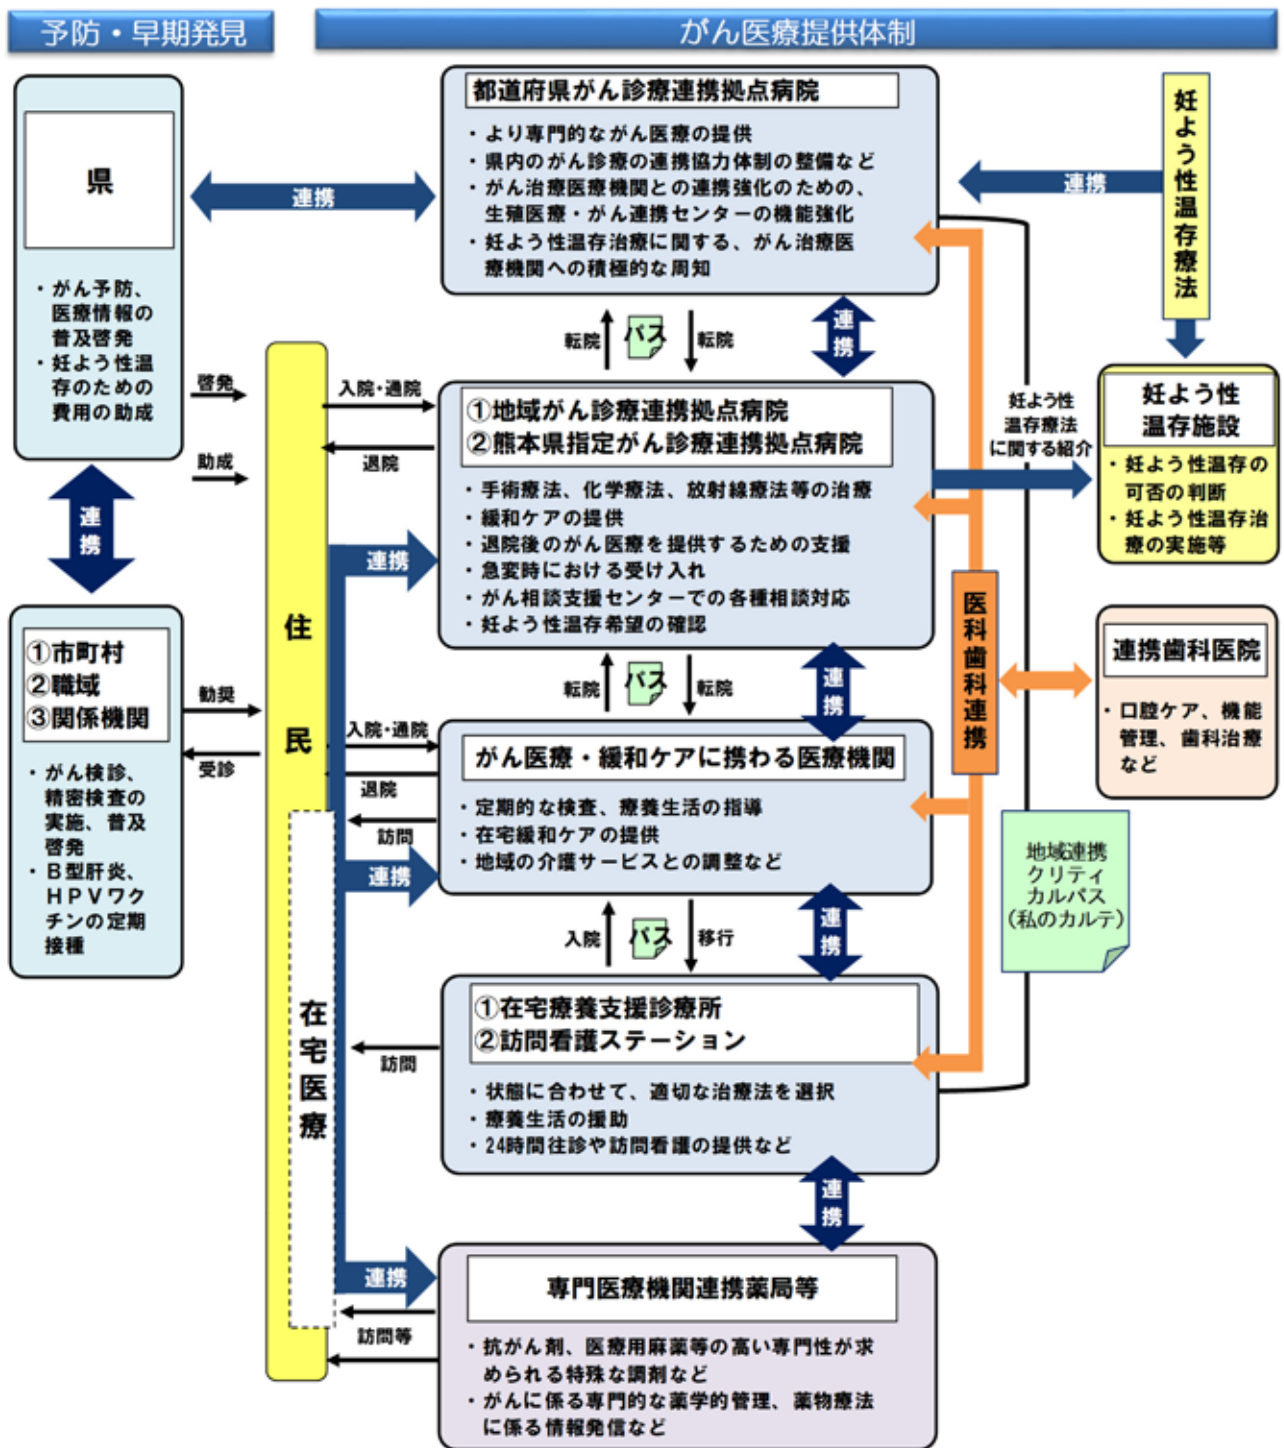 予防・早期発見
がん医療提供体制
県
・がん予防、
医療情報の
普及啓発
・妊よう性温
存のための
費用の助成
連携
連携
①市町村
②職域
③関係機関
・がん検診、
精密検査の
実施、普及
啓発
・B型肝炎、
HPVワク
チンの定期
接種
啓発
助成
勧奨
受診
住民
在宅医療
都道府県がん診療連携拠点病院
・より専門的ながん医療の提供
・県内のがん診療の連携協力体制の整備など
・がん治療医療機関との連携強化のための、
生殖医療・がん連携センターの機能強化
・妊よう性温存治療に関する、がん治療医
療機関への積極的な周知
転院
パス
転院
連携
入院・通院
退院
連携
①地域がん診療連携拠点病院
②熊本県指定がん診療連携拠点病院
・手術療法、化学療法、放射線療法等の治療
・緩和ケアの提供
・退院後のがん医療を提供するための支援
・急変時における受け入れ
・がん相談支援センターでの各種相談対応
・妊よう性温存希望の確認
転院
パス
転院
連携
入院・通院
退院
訪問
連携
がん医療・緩和ケアに携わる医療機関
・定期的な検査、療養生活の指導
・在宅緩和ケアの提供
・地域の介護サービスとの調整など
入院
パス
移行
連携
訪問
①在宅療養支援診療所
②訪問看護ステーション
・状態に合わせて、適切な治療法を選択
・療養生活の援助
・24時間往診や訪問看護の提供など
連携
連携
訪問等
専門医療機関連携薬局等
・抗がん剤、医療用麻薬等の高い専門性が求
められる特殊な調剤など
・がんに係る専門的な薬学的管理、薬物療法
に係る情報発信など
妊よう性温存療法
連携
妊よう性
温存療法
に関する紹介
妊よう性
温存施設
・妊よう性温存の
可否の判断
・妊よう性温存治
療の実施等
医科歯科連携
連携歯科医院
・口腔ケア、機能
管理、歯科治療
など
地域連携
クリティ
カルパス
(私のカルテ)